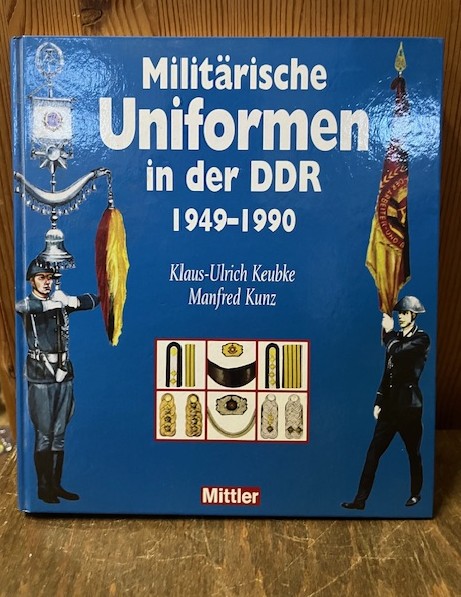 Militärische
Uniformen
in der DDR
1949–1990
Klaus-Ulrich Keubke
Manfred Kunz
Mittler